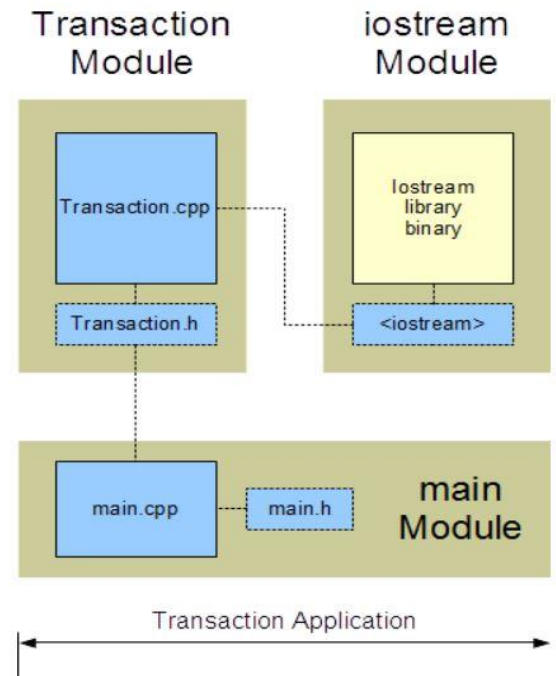 Transaction
Module
iostream
Module
Transaction.cpp
Iostream
library
binary
Transaction.h
<iostream>
main.cpp
main.h
main
Module
Transaction Application